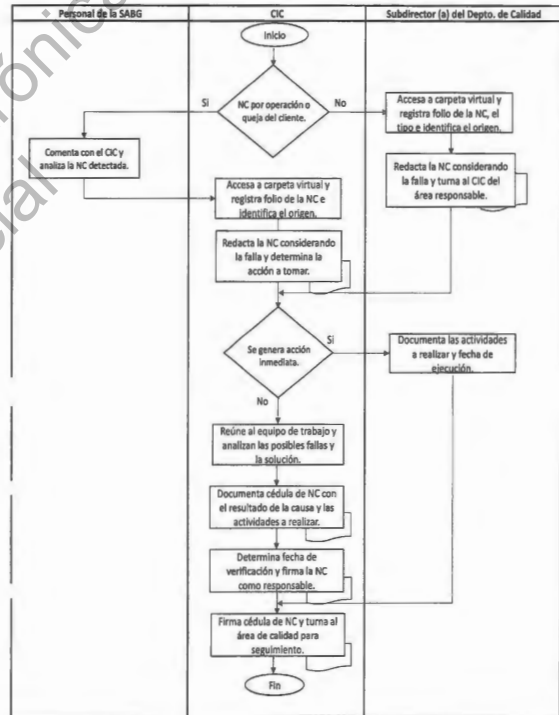 Personal de la SABG
CIC
Subdirector (a) del Depto. de Calidad
Inicio
NC por operación o
queja del cliente.
Si
No
Comenta con el CIC y
analiza la NC detectada.
Accesa a carpeta virtual y
registra folio de la NC, el
tipo e identifica el origen.
Redacta la NC considerando
la falla y turna al CIC del
área responsable.
Accesa a carpeta virtual y
registra folio de la NC e
identifica el origen.
Redacta la NC considerando
la falla y determina la
acción a tomar.
Se genera acción
inmediata.
Si
No
Documenta las actividades
a realizar y fecha de
ejecución.
Reúne al equipo de trabajo y
analizan las posibles fallas y
la solución.
Documenta cédula de NC con
el resultado de la causa y las
actividades a realizar.
Determina fecha de
verificación y firma la NC
como responsable.
Firma cédula de NC y turna al
área de calidad para
seguimiento.
Fin